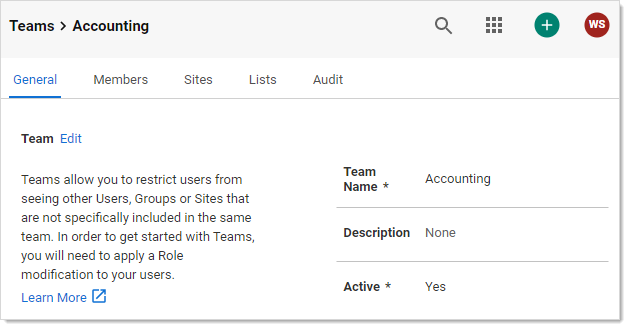 Teams > Accounting
WS
General Members Sites Lists Audit
Team Edit
Teams allow you to restrict users from
seeing other Users, Groups or Sites that
are not specifically included in the same
team. In order to get started with Teams,
you will need to apply a Role
modification to your users.
Learn More
Team
Name * Accounting
Description None
Active * Yes